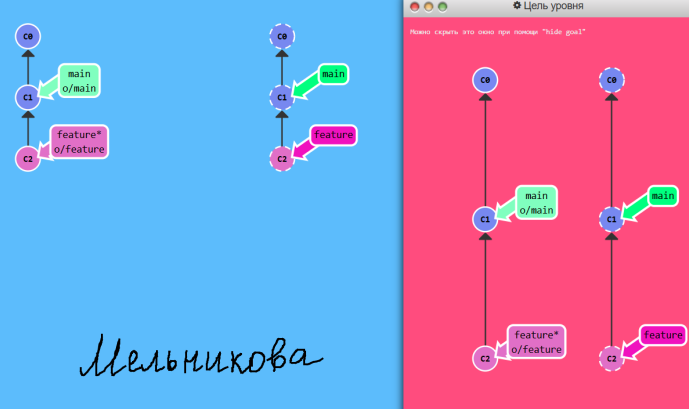 C0
C0
main
o/main
main
C1
C1
feature*
o/feature
feature
C2
C2
Мельникова
Цель уровня
Можно скрыть это окно при помощи "hide goal"
C0
C0
main
o/main
main
C1
C1
feature*
o/feature
feature
C2
C2